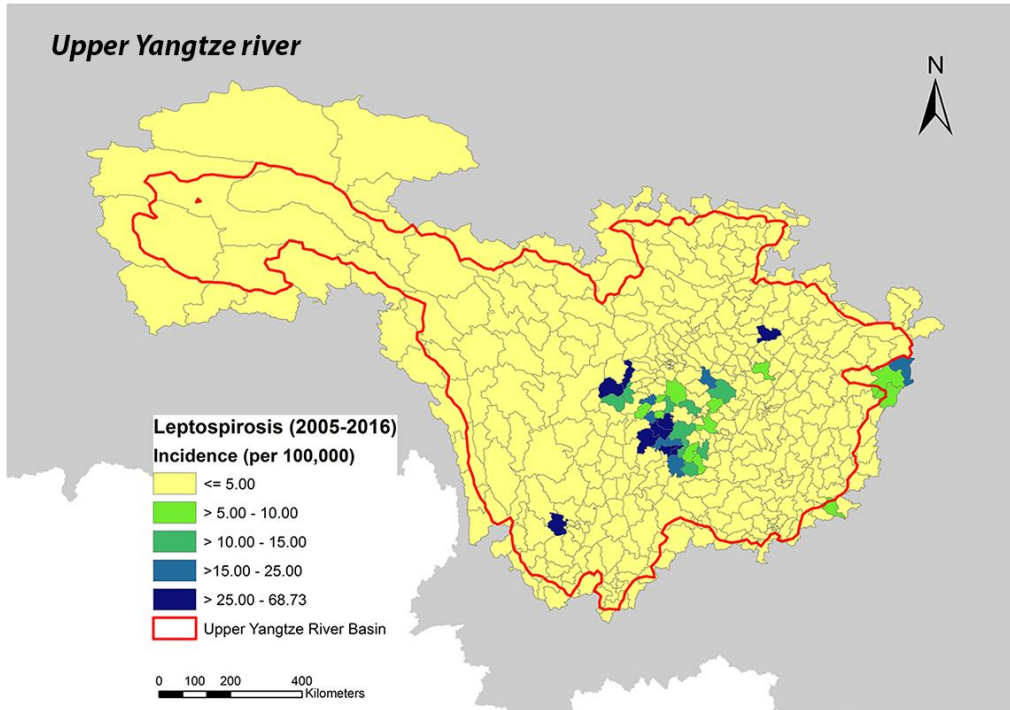 Upper Yangtze river
N
Leptospirosis (2005-2016)
Incidence (per 100,000)
<= 5.00
> 5.00 - 10.00
> 10.00 - 15.00
>15.00 - 25.00
> 25.00 - 68.73
Upper Yangtze River Basin
0 100 200 400
Kilometers